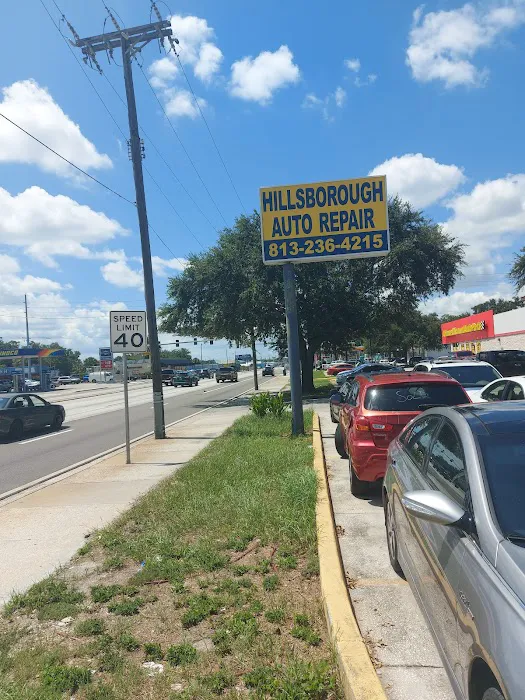 HILLSBOROUGH
AUTO REPAIR
813-236-4215
SPEED
LIMIT
40